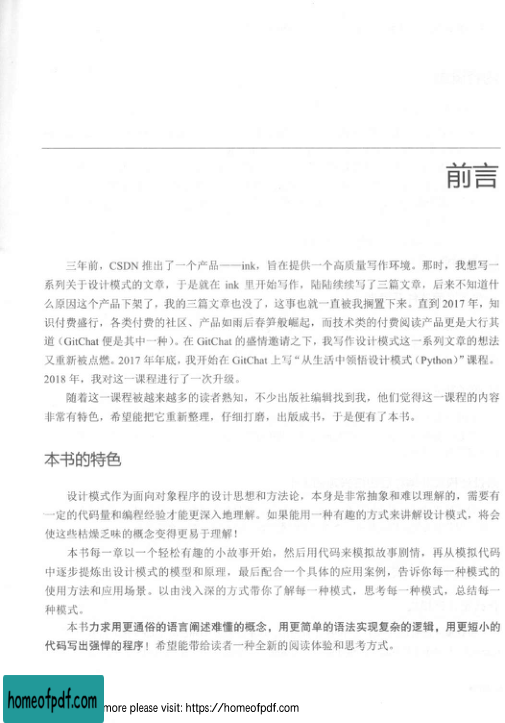 前言
三年前，CSDN 推出了一个产品——ink，旨在提供一个高质量写作环境。那时，我想写一
系列关于设计模式的文章，于是就在 ink 里开始写作，陆陆续续写了三篇文章，后来不知道什
么原因这个产品下架了，我的三篇文章也没了，这事也就一直被我搁置下来。直到 2017 年，知
识付费盛行，各类付费的社区、产品如雨后春笋般崛起，而技术类的付费阅读产品更是大行其
道（GitChat 便是其中一种）。在 GitChat 的盛情邀请之下，我写作设计模式这一系列文章的想法
又重新被点燃。2017 年年底，我开始在 GitChat 上写“从生活中领悟设计模式（Python）”课程。
2018 年，我对这一课程进行了一次升级。
随着这一课程被越来越多的读者熟知，不少出版社编辑找到我，他们觉得这一课程的内容
非常有特色，希望能把它重新整理，仔细打磨，出版成书，于是便有了本书。
本书的特色
设计模式作为面向对象程序的设计思想和方法论，本身是非常抽象和难以理解的，需要有
一定的代码量和编程经验才能更深入地理解。如果能用一种有趣的方式来讲解设计模式，将会
使这些枯燥乏味的概念变得更易于理解！
本书每一章以一个轻松有趣的小故事开始，然后用代码来模拟故事剧情，再从模拟代码
中逐步提炼出设计模式的模型和原理，最后配合一个具体的应用案例，告诉你每一种模式的
使用方法和应用场景。以由浅入深的方式带你了解每一种模式，思考每一种模式，总结每一
种模式。
本书力求用更通俗的语言阐述难懂的概念，用更简单的语法实现复杂的逻辑，用更短小的
代码写出强悍的程序！希望能带给读者一种全新的阅读体验和思考方式。
homeofpdf.com
more please visit: https://homeofpdf.com